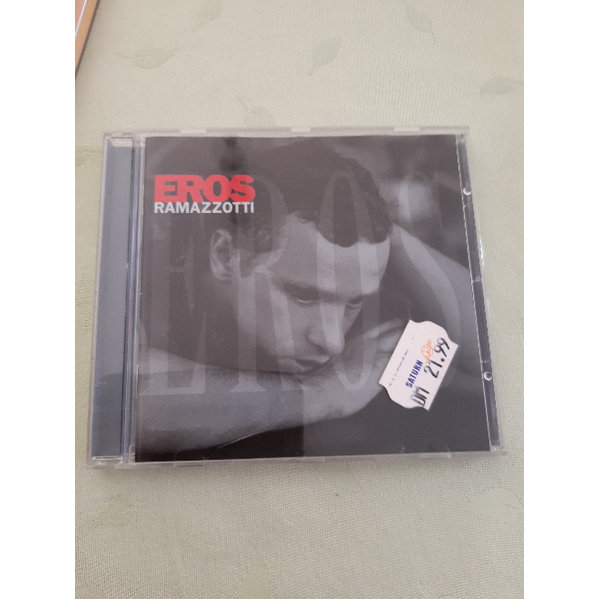 EROS
RAMAZZOTTI
EROS
SATURN
DM 21.99